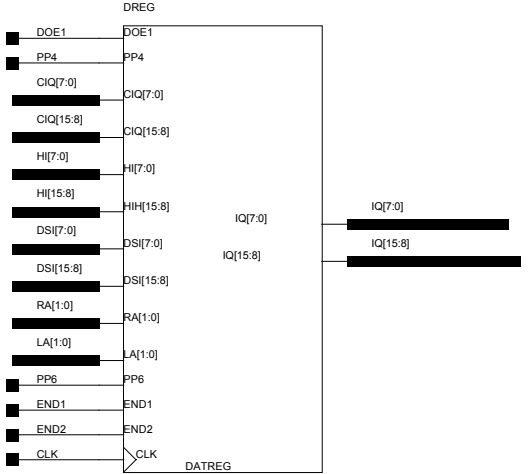 DREG
DOE1 DOE1
PP4 PP4
CIQ[7:0] CIQ[7:0]
CIQ[15:8] CIQ[15:8]
HI[7:0] HI[7:0]
HI[15:8] HIH[15:8]
IQ[7:0] IQ[7:0]
DSI[7:0] DSI[7:0]
IQ[15:8] IQ[15:8]
DSI[15:8] DSI[15:8]
RA[1:0] RA[1:0]
LA[1:0] LA[1:0]
PP6 PP6
END1 END1
END2 END2
CLK CLK
DATREG